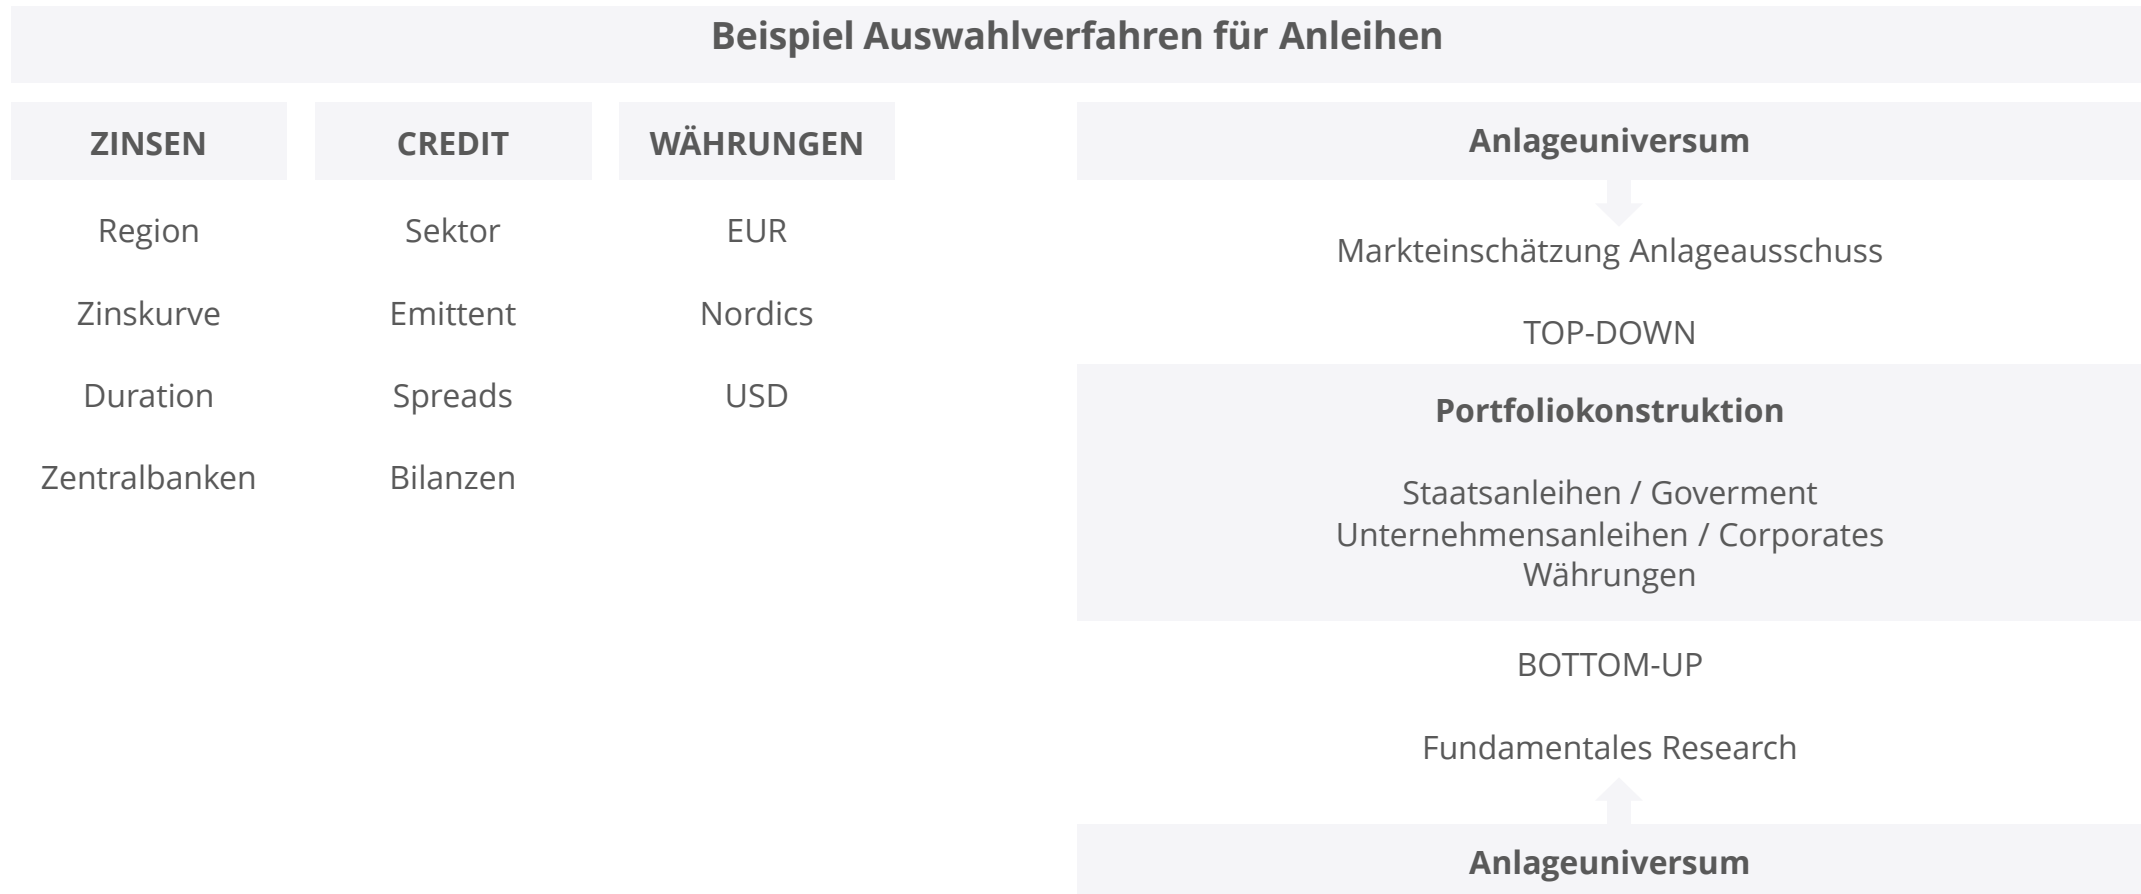 Beispiel Auswahlverfahren für Anleihen
ZINSEN
Region
Zinskurve
Duration
Zentralbanken
CREDIT
Sektor
Emittent
Spreads
Bilanzen
WÄHRUNGEN
EUR
Nordics
USD
Anlageuniversum
Markteinschätzung Anlageausschuss
TOP-DOWN
Portfoliokonstruktion
Staatsanleihen / Goverment
Unternehmensanleihen / Corporates
Währungen
BOTTOM-UP
Fundamentales Research
Anlageuniversum